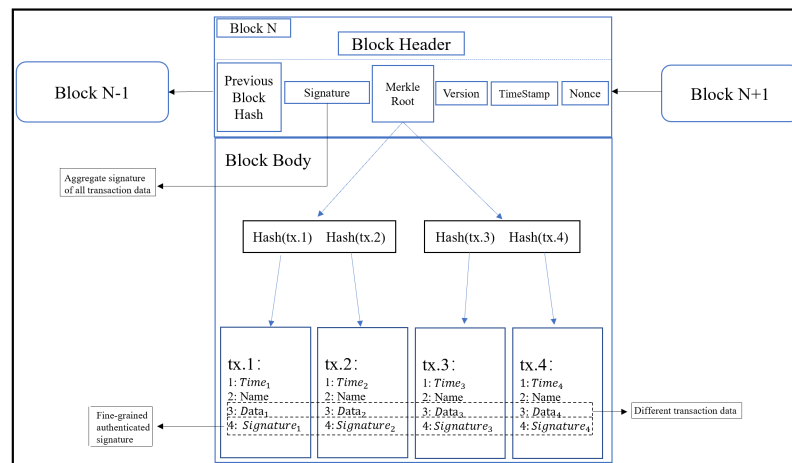 Block N
Block Header
Block N-1
Previous
Block
Hash
Signature
Merkle
Root
Version
TimeStamp
Nonce
Block N+1
Block Body
Aggregate signature
of all transaction data
Hash(tx.1) Hash(tx.2)
Hash(tx.3) Hash(tx.4)
tx.1:
1: Time₁
2: Name
3: Data₁
4: Signature₁
tx.2:
1: Time₂
2: Name
3: Data₂
4: Signature₂
tx.3:
1: Time₃
2: Name
3: Data₃
4: Signature₃
tx.4:
1: Time₄
2: Name
3: Data₄
4: Signature₄
Fine-grained
authenticated
signature
Different transaction data